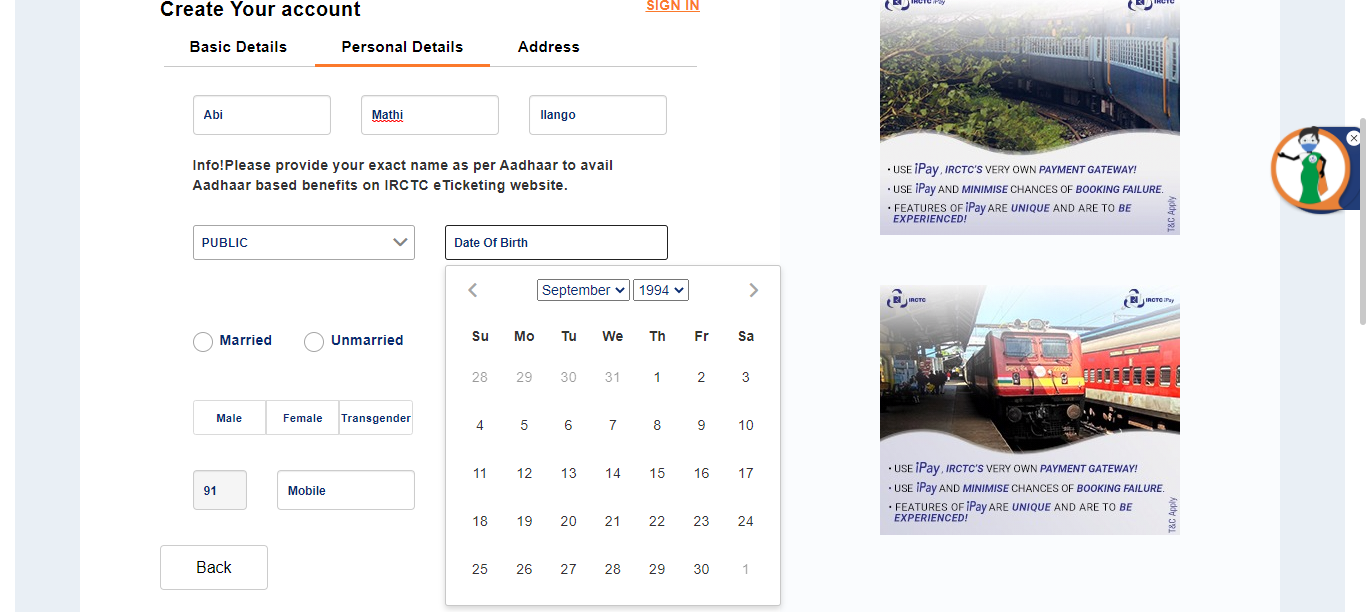 Create Your account
SIGN IN
Basic Details Personal Details Address
Abi Mathi Ilango
Info!Please provide your exact name as per Aadhaar to avail
Aadhaar based benefits on IRCTC eTicketing website.
PUBLIC Date Of Birth
September 1994
Su Mo Tu We Th Fr Sa
28 29 30 31 1 2 3
4 5 6 7 8 9 10
11 12 13 14 15 16 17
18 19 20 21 22 23 24
25 26 27 28 29 30 1
Married Unmarried
Male Female Transgender
91 Mobile
Back
IRCTC iPay IRCTC
• USE iPay, IRCTC'S VERY OWN PAYMENT GATEWAY!
• USE iPay AND MINIMISE CHANCES OF BOOKING FAILURE.
• FEATURES OF iPay ARE UNIQUE AND ARE TO BE
EXPERIENCED!
T&C Apply
IRCTC IRCTC iPay
• USE iPay, IRCTC'S VERY OWN PAYMENT GATEWAY!
• USE iPay AND MINIMISE CHANCES OF BOOKING FAILURE.
• FEATURES OF iPay ARE UNIQUE AND ARE TO BE
EXPERIENCED!
T&C Apply